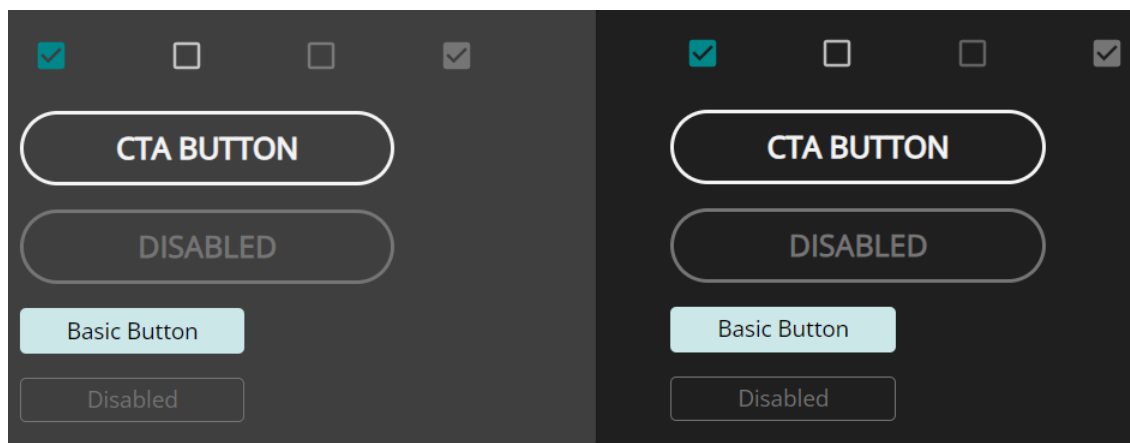 CTA BUTTON
DISABLED
Basic Button
Disabled
CTA BUTTON
DISABLED
Basic Button
Disabled